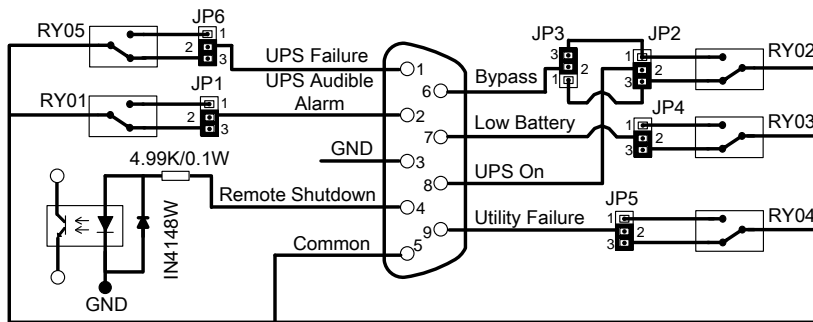 RY05
JP6
1
2
3
UPS Failure
RY01
JP1
1
2
3
UPS Audible
Alarm
GND
4.99K/0.1W
Remote Shutdown
IN4148W
GND
Common
1
2
3
4
5
6
7
8
9
Bypass
JP3
3
2
1
JP2
1
2
3
RY02
Low Battery
JP4
1
2
3
RY03
UPS On
Utility Failure
JP5
1
2
3
RY04